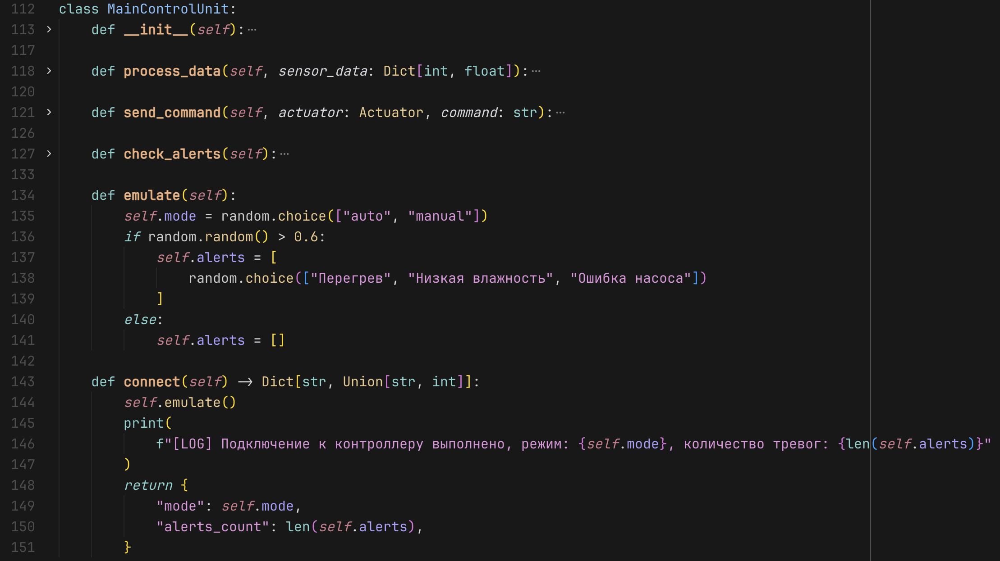 112 class MainControlUnit:
113 > def __init__(self):···
117
118 > def process_data(self, sensor_data: Dict[int, float]):···
120
121 > def send_command(self, actuator: Actuator, command: str):···
126
127 > def check_alerts(self):···
133
134 def emulate(self):
135 self.mode = random.choice(["auto", "manual"])
136 if random.random() > 0.6:
137 self.alerts = [
138 random.choice(["Перегрев", "Низкая влажность", "Ошибка насоса"])
139 ]
140 else:
141 self.alerts = []
142
143 def connect(self) -> Dict[str, Union[str, int]]:
144 self.emulate()
145 print(
146 f"[LOG] Подключение к контроллеру выполнено, режим: {self.mode}, количество тревог: {len(self.alerts)}"
147 )
148 return {
149 "mode": self.mode,
150 "alerts_count": len(self.alerts),
151 }